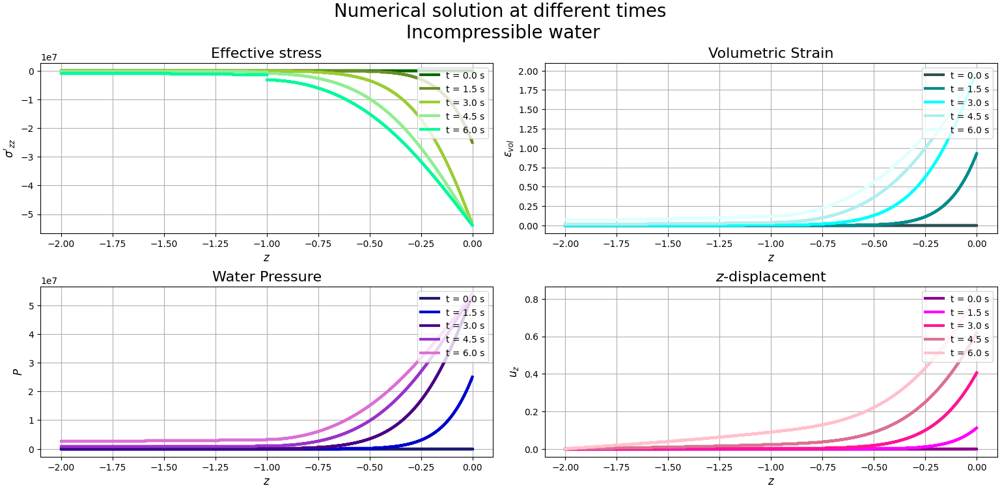 Numerical solution at different times
Incompressible water
Effective stress
1e7
0
−1
−2
−3
−4
−5
σ'zz
−2.00 −1.75 −1.50 −1.25 −1.00 −0.75 −0.50 −0.25 0.00
z
t = 0.0 s
t = 1.5 s
t = 3.0 s
t = 4.5 s
t = 6.0 s
Volumetric Strain
2.00
1.75
1.50
1.25
1.00
0.75
0.50
0.25
0.00
εvol
−2.00 −1.75 −1.50 −1.25 −1.00 −0.75 −0.50 −0.25 0.00
z
t = 0.0 s
t = 1.5 s
t = 3.0 s
t = 4.5 s
t = 6.0 s
Water Pressure
1e7
5
4
3
2
1
0
P
−2.00 −1.75 −1.50 −1.25 −1.00 −0.75 −0.50 −0.25 0.00
z
t = 0.0 s
t = 1.5 s
t = 3.0 s
t = 4.5 s
t = 6.0 s
z-displacement
0.8
0.6
0.4
0.2
0.0
uz
−2.00 −1.75 −1.50 −1.25 −1.00 −0.75 −0.50 −0.25 0.00
z
t = 0.0 s
t = 1.5 s
t = 3.0 s
t = 4.5 s
t = 6.0 s